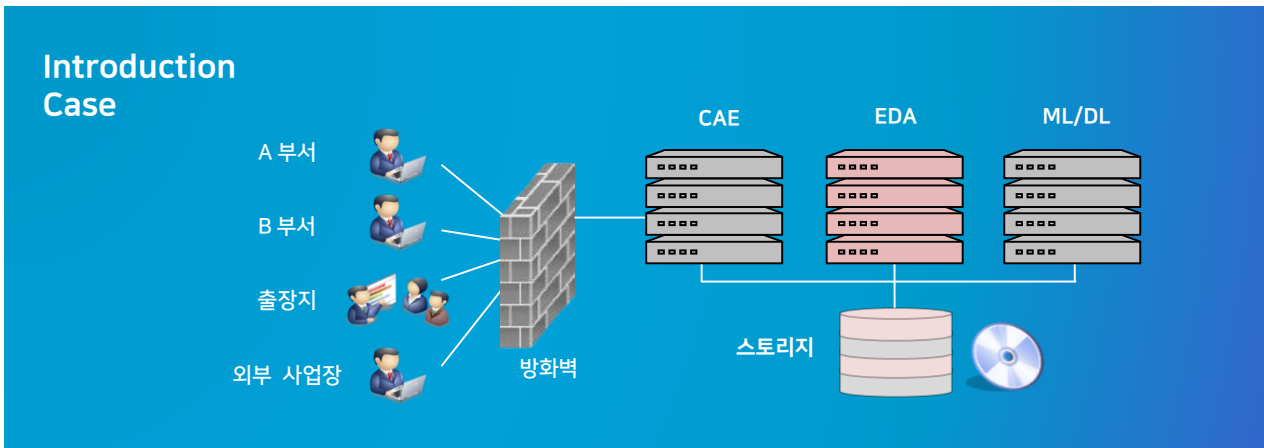 Introduction
Case
CAE
EDA
ML/DL
A 부서
B 부서
출장지
외부 사업장
방화벽
스토리지